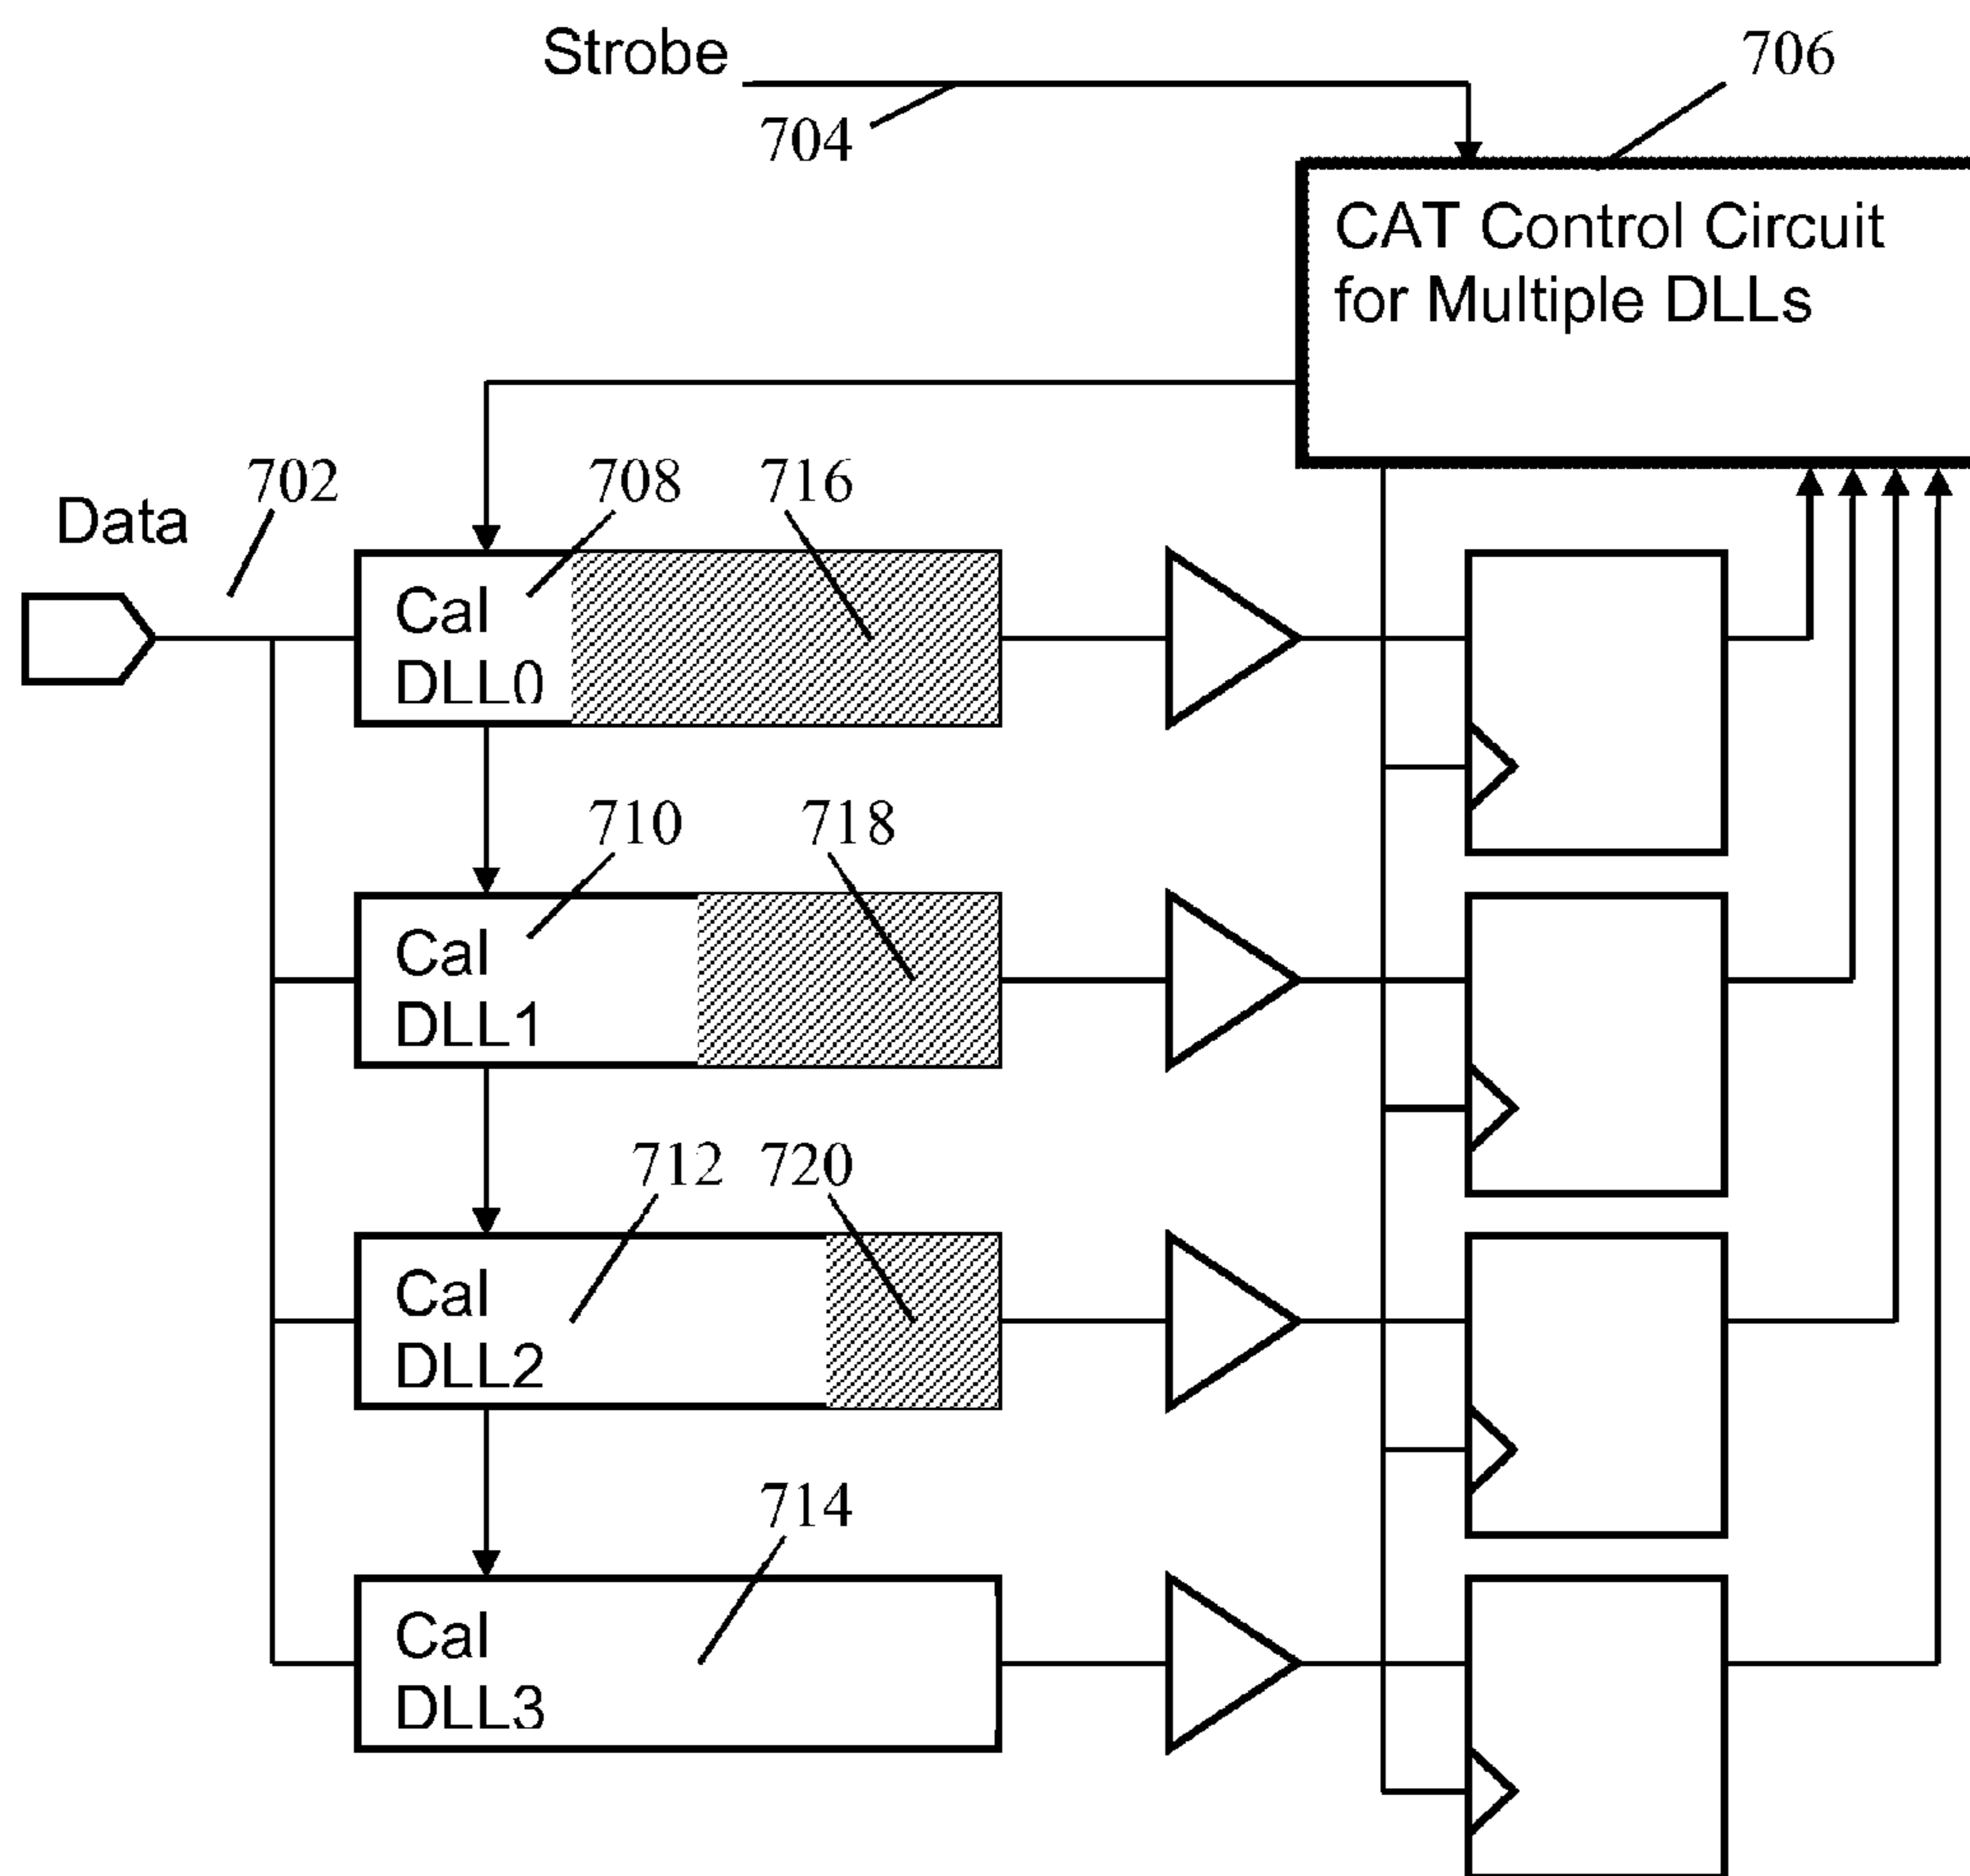 Strobe
704
706
CAT Control Circuit
for Multiple DLLs
Data
702
708
716
Cal
DLL0
710
718
Cal
DLL1
712
720
Cal
DLL2
714
Cal
DLL3